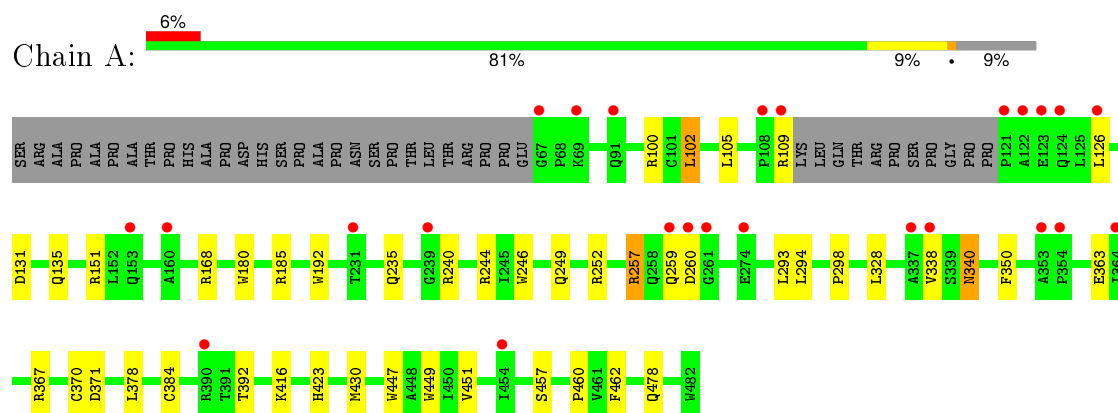 6%
Chain A:
81% 9% • 9%
SER ARG ALA PRO ALA PRO LEU PRO ALA THR PRO HIS ALA PRO ASP HIS SER PRO ALA PRO ASN SER PRO THR LEU THR ARG PRO PRO GLU G67 P68 K69 Q91 R100 C101 L102 L105 P108 R109 LYS LEU GLN THR ARG PRO SER PRO GLY PRO PRO P121 A122 E123 Q124 L125 L126
D131 Q135 R151 L152 Q153 A160 R168 W180 R185 W192 T231 Q235 G239 R240 R244 I245 W246 Q249 R252 R257 Q258 Q259 D260 G261 E274 L293 L294 P298 L328 A337 V338 S339 N340 F350 A353 P354 E363 I364
R367 C370 D371 L378 C384 R390 T391 T392 K416 H423 M430 W447 A448 W449 I450 V451 I454 S457 P460 V461 F462 Q478 W482